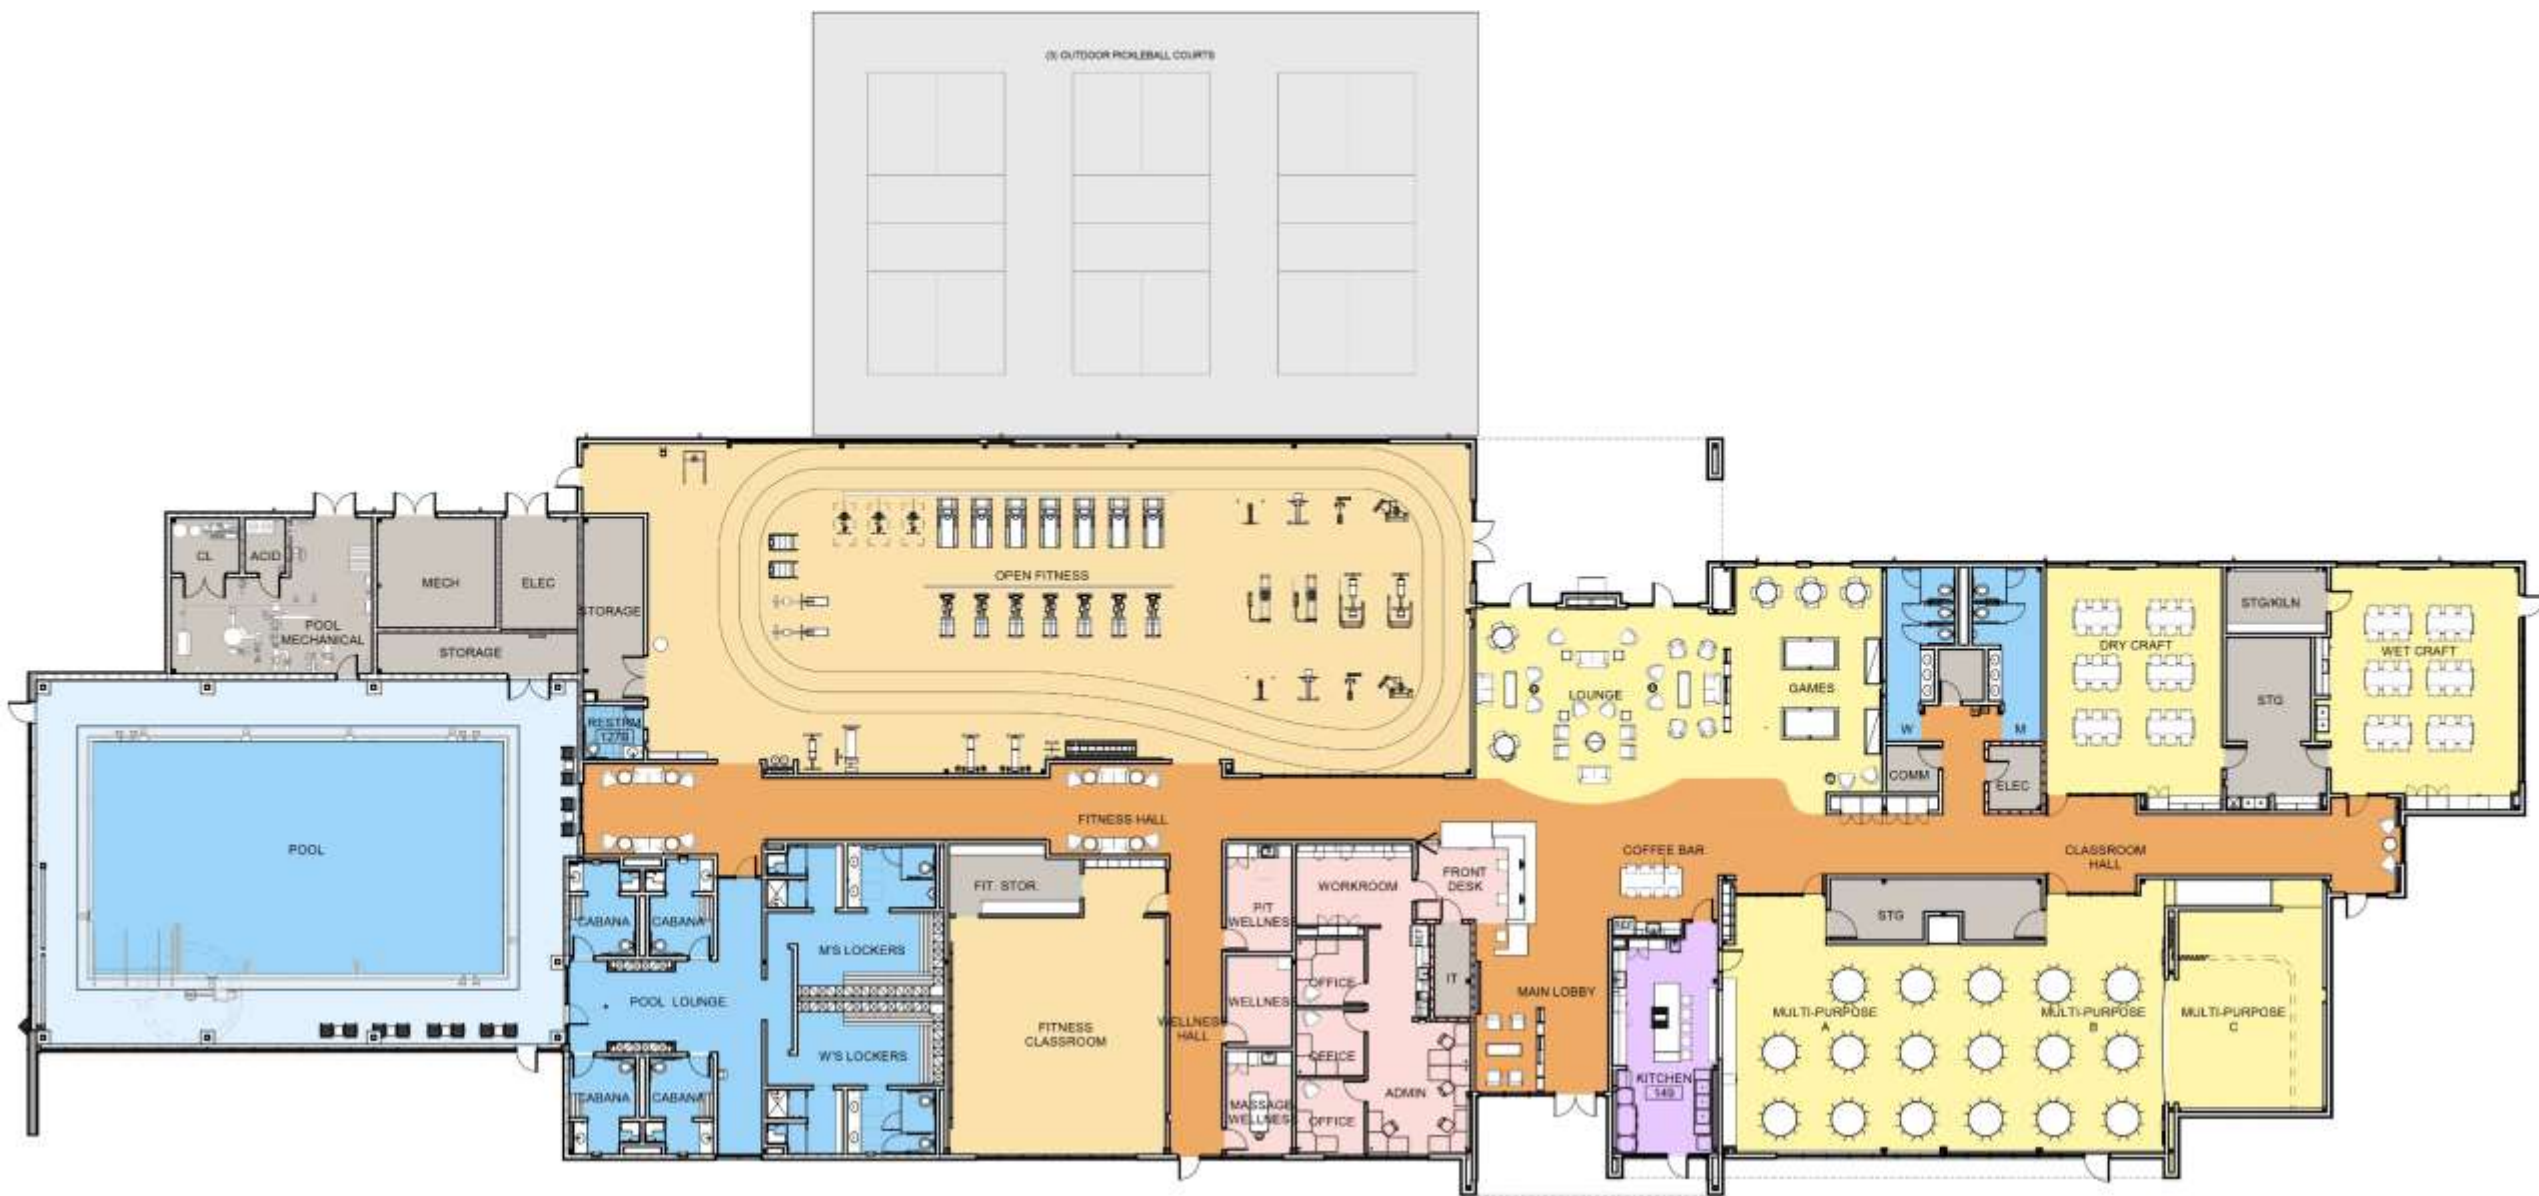 (3) OUTDOOR PICKLEBALL COURTS
CL
ACID
MECH
ELEC
POOL
MECHANICAL
STORAGE
STORAGE
OPEN FITNESS
RESTRM
127B
LOUNGE
GAMES
W
M
COMM
ELEC
DRY CRAFT
STG/KILN
STG
WET CRAFT
POOL
FITNESS HALL
COFFEE BAR
CLASSROOM
HALL
CABANA
CABANA
POOL LOUNGE
CABANA
CABANA
M'S LOCKERS
W'S LOCKERS
FIT. STOR.
FITNESS
CLASSROOM
WELLNESS
HALL
P/T
WELLNESS
WELLNESS
MASSAGE
WELLNESS
WORKROOM
OFFICE
OFFICE
OFFICE
ADMIN
FRONT
DESK
REF
IT
MAIN LOBBY
REF
KITCHEN
149
STG
MULTI-PURPOSE
A
MULTI-PURPOSE
B
MULTI-PURPOSE
C